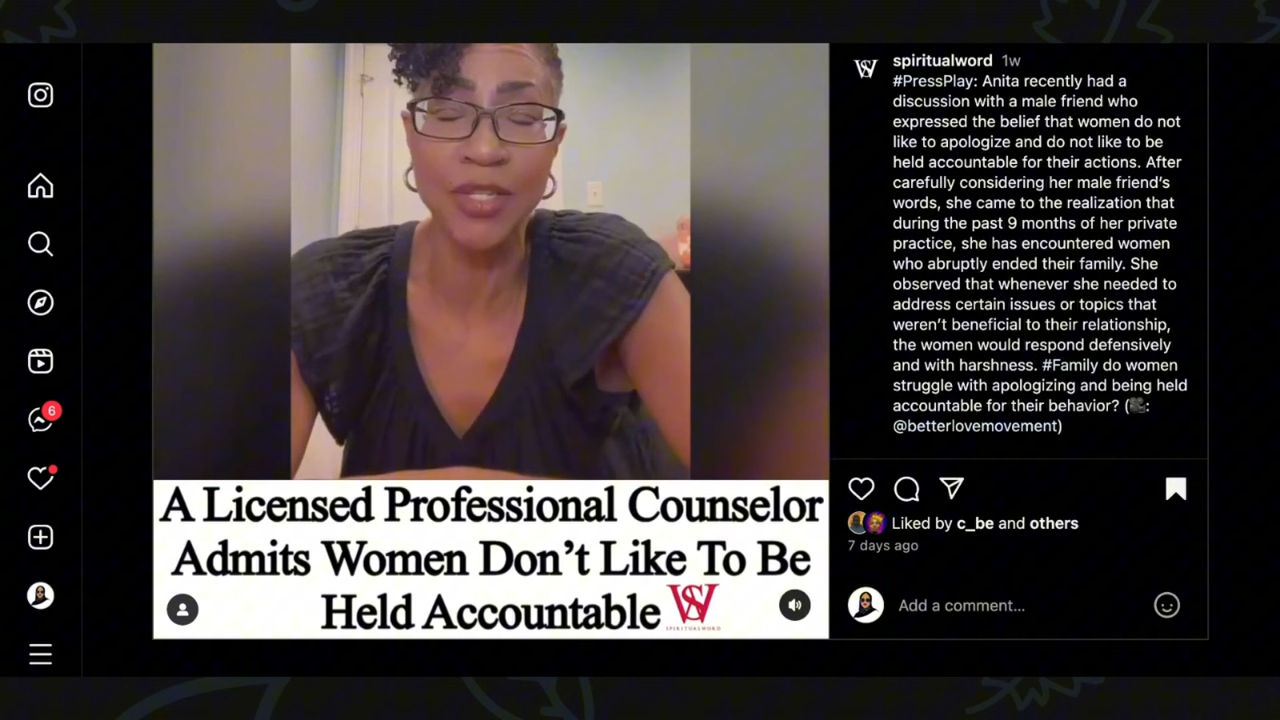 6
A Licensed Professional Counselor
Admits Women Don't Like To Be
Held Accountable
SW
SPIRITUALWORD
SW
spiritualword 1w
#PressPlay: Anita recently had a
discussion with a male friend who
expressed the belief that women do not
like to apologize and do not like to be
held accountable for their actions. After
carefully considering her male friend's
words, she came to the realization that
during the past 9 months of her private
practice, she has encountered women
who abruptly ended their family. She
observed that whenever she needed to
address certain issues or topics that
weren't beneficial to their relationship,
the women would respond defensively
and with harshness. #Family do women
struggle with apologizing and being held
accountable for their behavior? (🎥:
@betterlovemovement)
Liked by c_be and others
7 days ago
Add a comment...